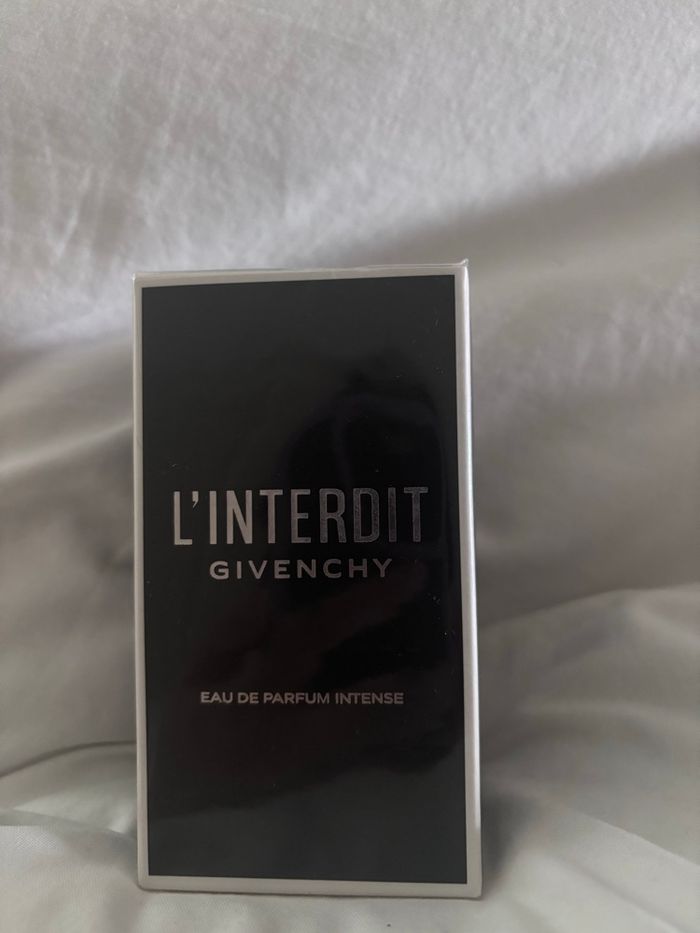 L'INTERDIT
GIVENCHY
EAU DE PARFUM INTENSE